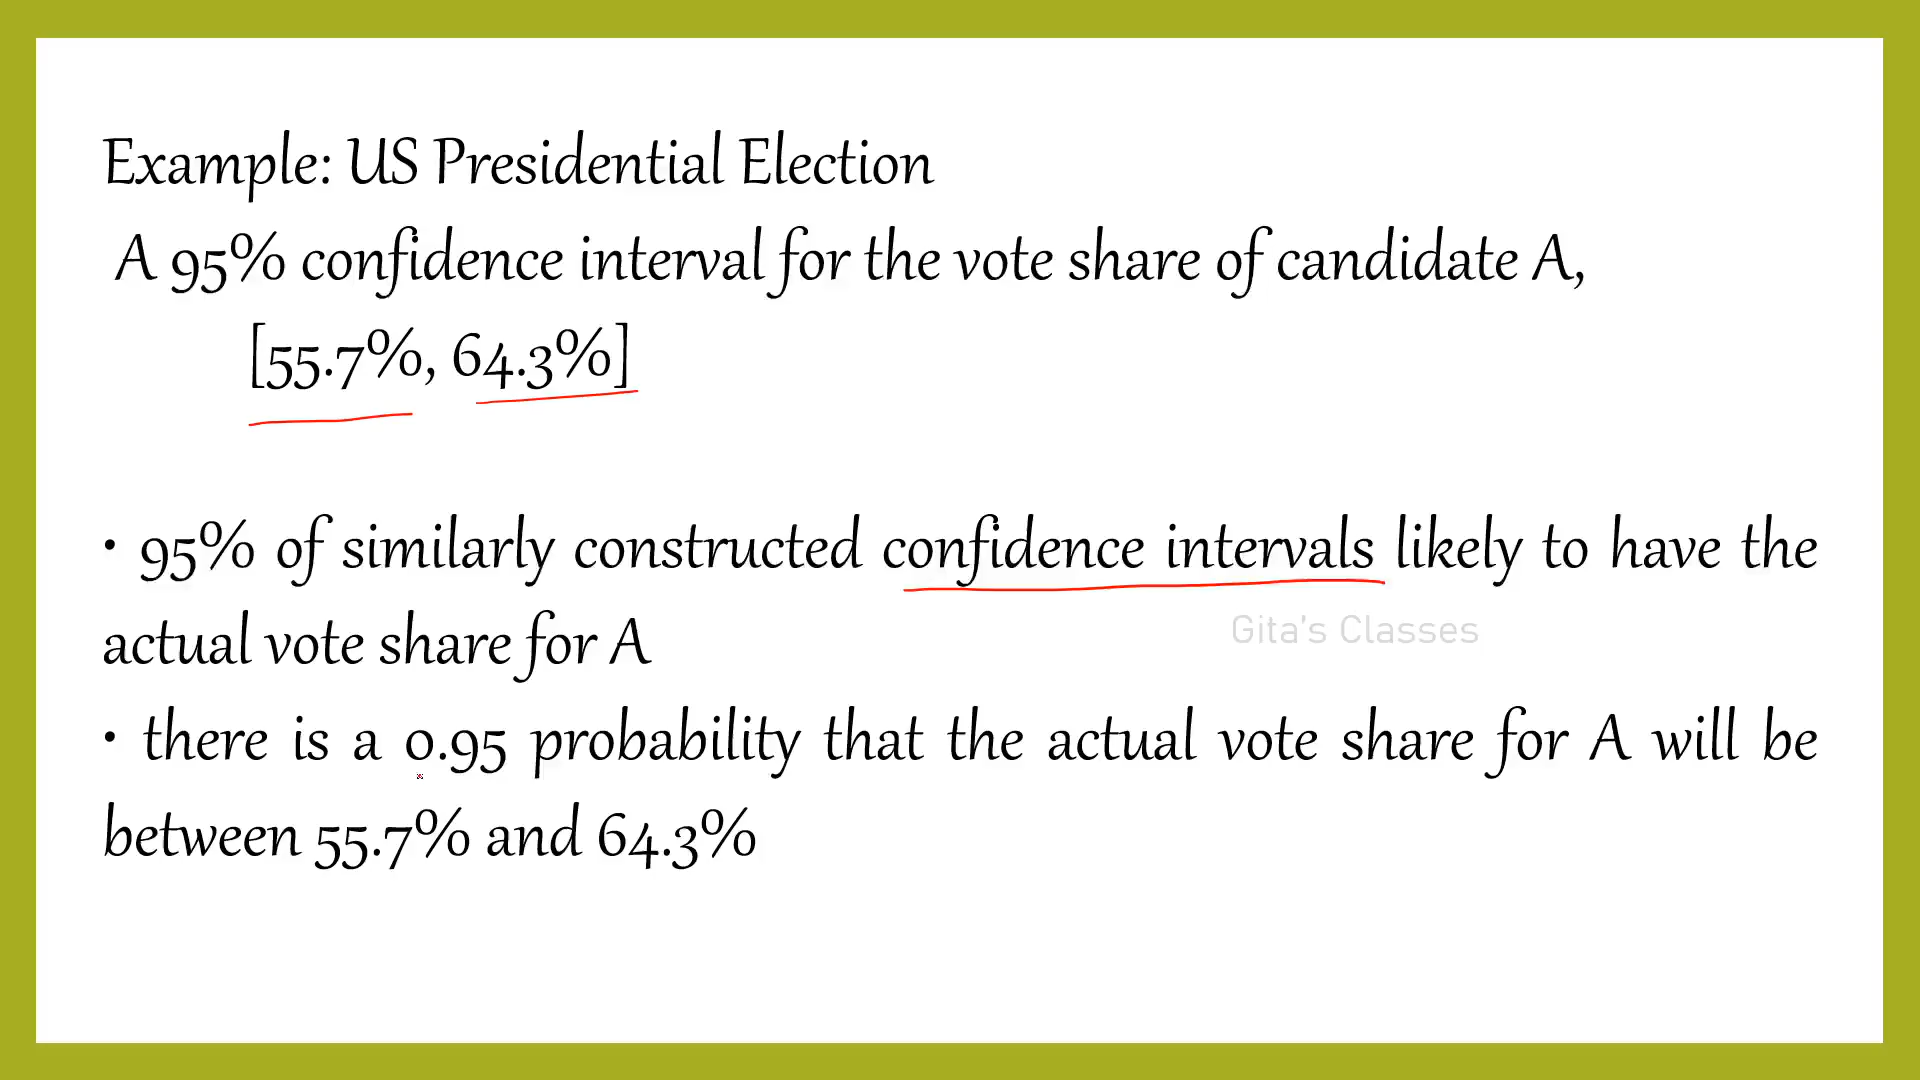 Example: US Presidential Election
A 95% confidence interval for the vote share of candidate A,
[55.7%, 64.3%]
• 95% of similarly constructed confidence intervals likely to have the
Gita's Classes
actual vote share for A
• there is a 0.95 probability that the actual vote share for A will be
between 55.7% and 64.3%